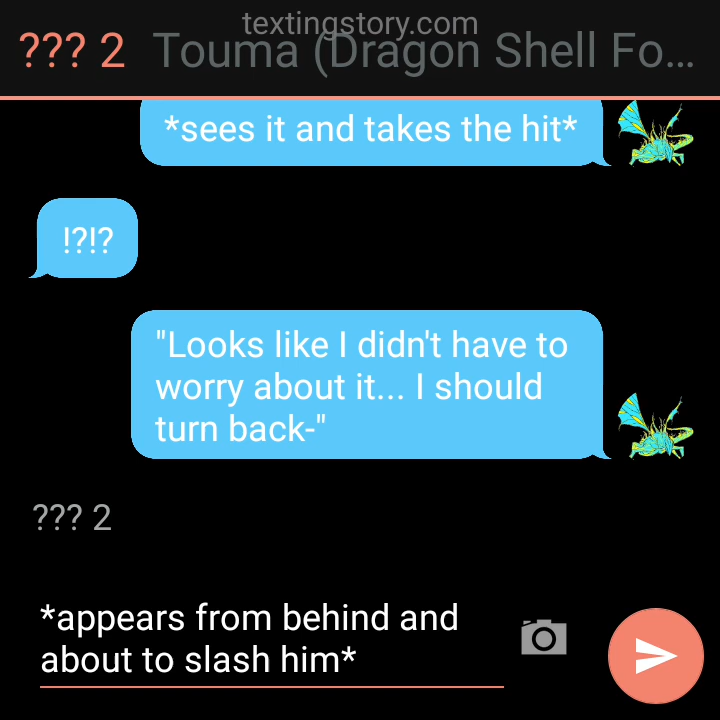 textingstory.com
??? 2 Touma (Dragon Shell Fo...
*sees it and takes the hit*
!?!?
"Looks like I didn't have to
worry about it... I should
turn back-"
??? 2
*appears from behind and
about to slash him*